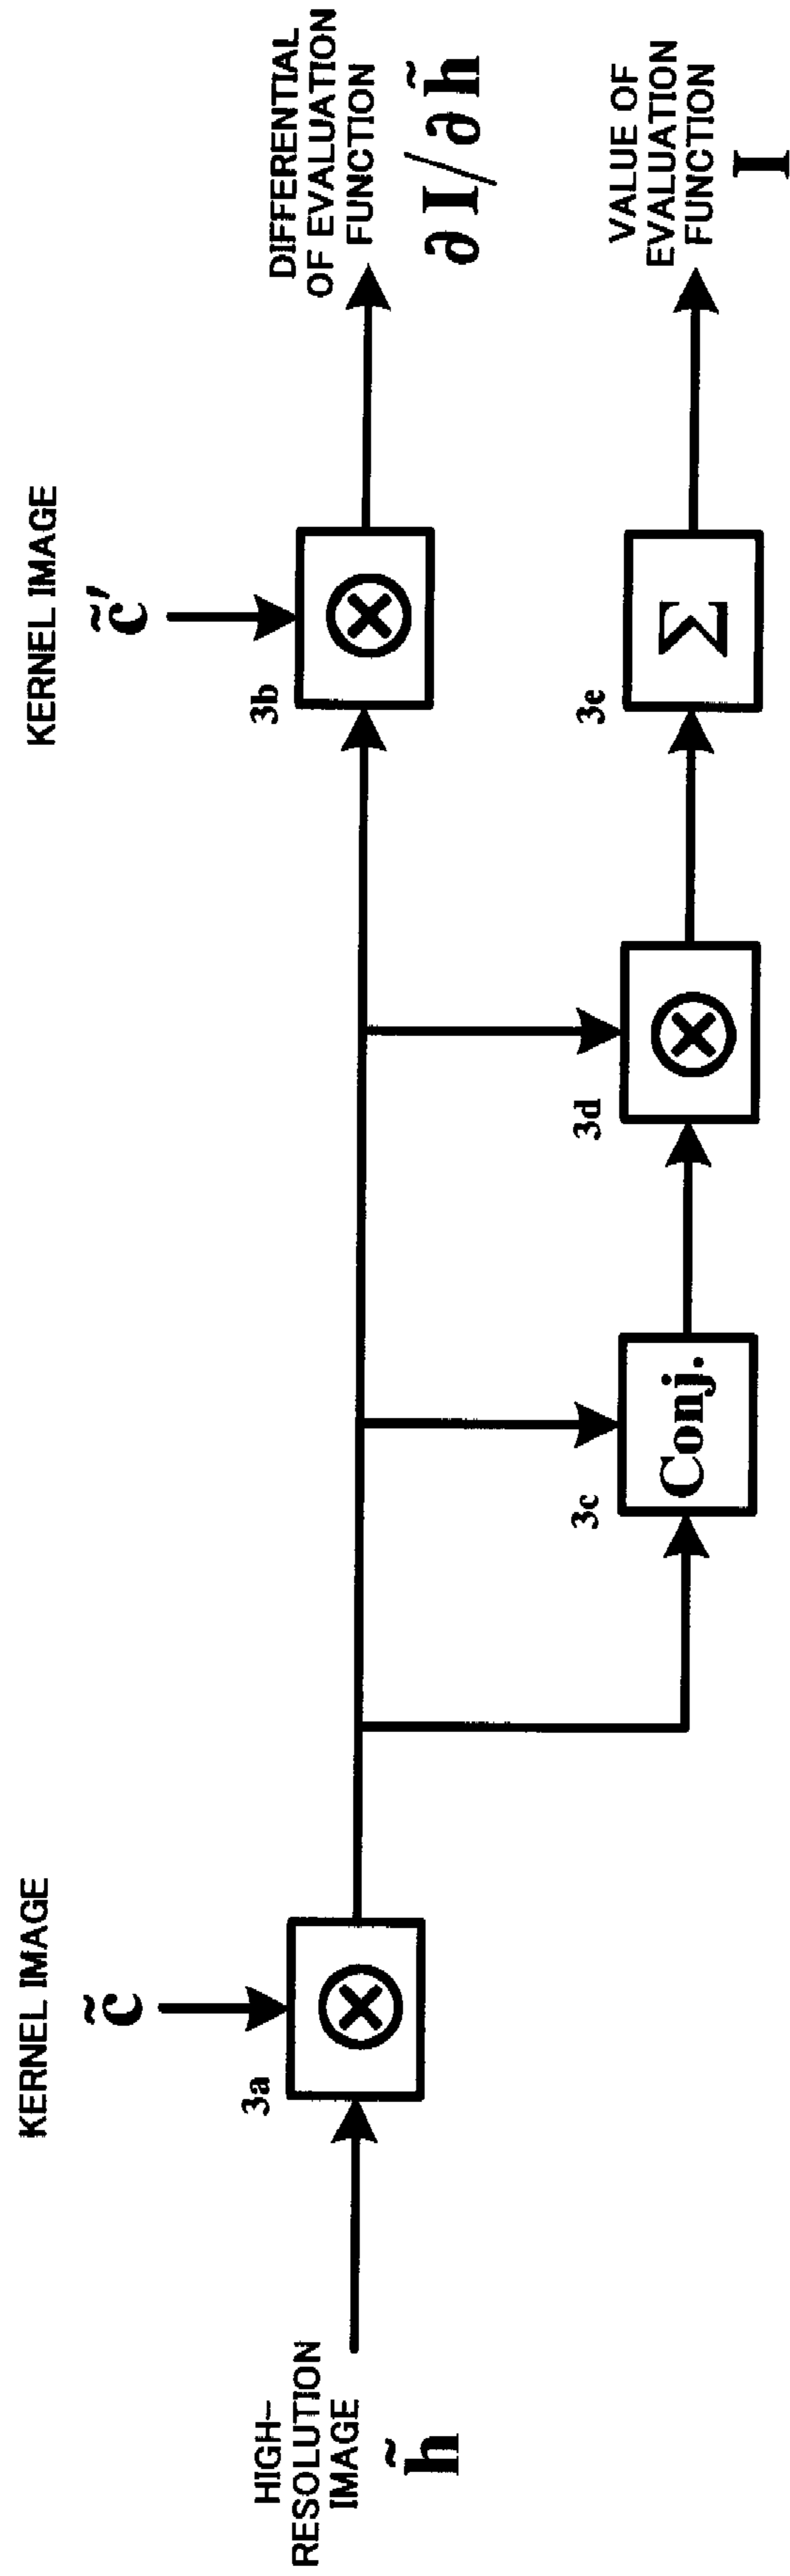 KERNEL IMAGE
c̃
KERNEL IMAGE
c̃′
3a
⊗
3b
⊗
HIGH-
RESOLUTION
IMAGE
h̃
DIFFERENTIAL
OF EVALUATION
FUNCTION
∂I/∂h̃
3c
Conj.
3d
⊗
3e
Σ
VALUE OF
EVALUATION
FUNCTION
I